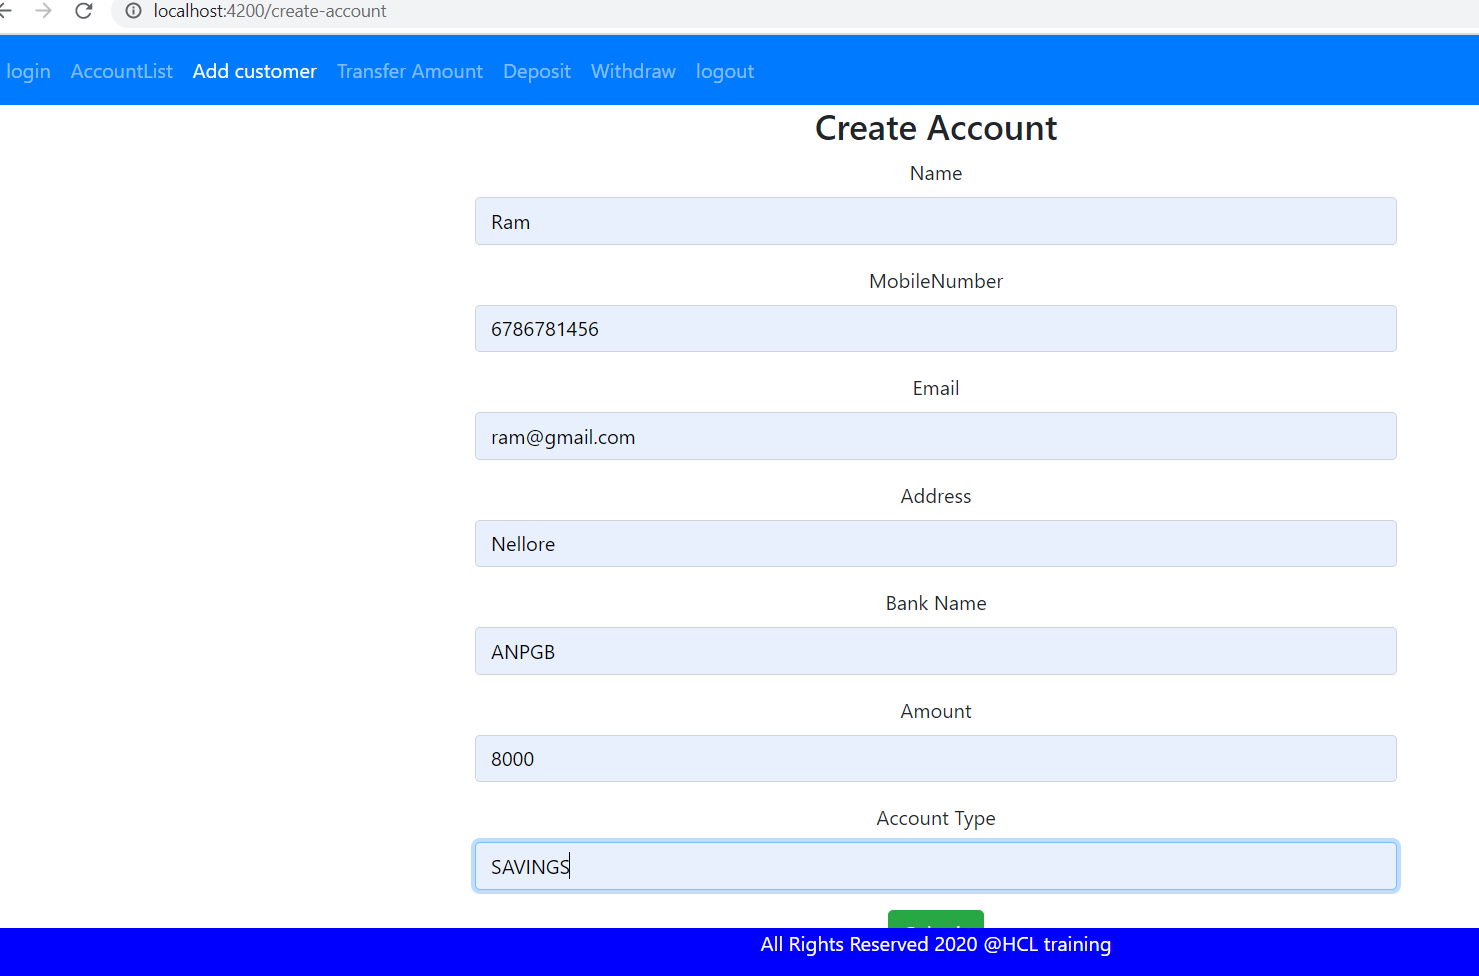 localhost:4200/create-account
login AccountList Add customer Transfer Amount Deposit Withdraw logout
Create Account
Name
Ram
MobileNumber
6786781456
Email
ram@gmail.com
Address
Nellore
Bank Name
ANPGB
Amount
8000
Account Type
SAVINGS
All Rights Reserved 2020 @HCL training